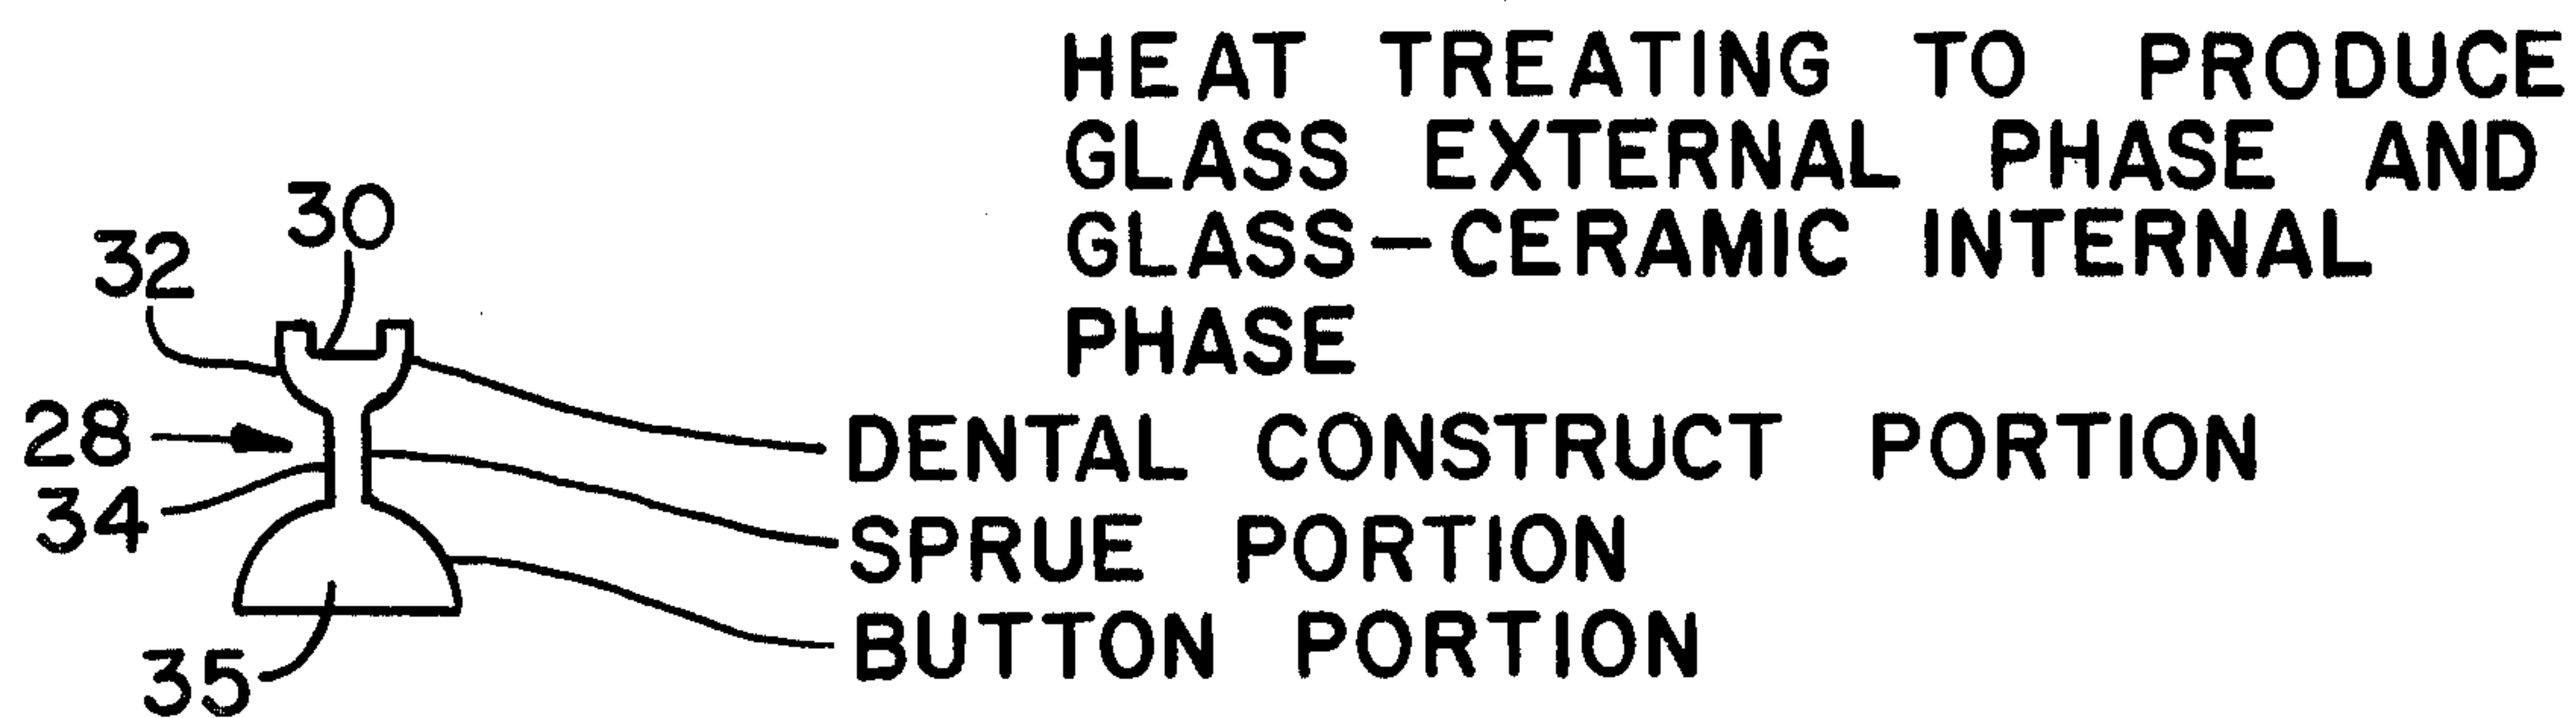 HEAT TREATING TO PRODUCE
GLASS EXTERNAL PHASE AND
GLASS-CERAMIC INTERNAL
PHASE
30
32
28
34
35
DENTAL CONSTRUCT PORTION
SPRUE PORTION
BUTTON PORTION